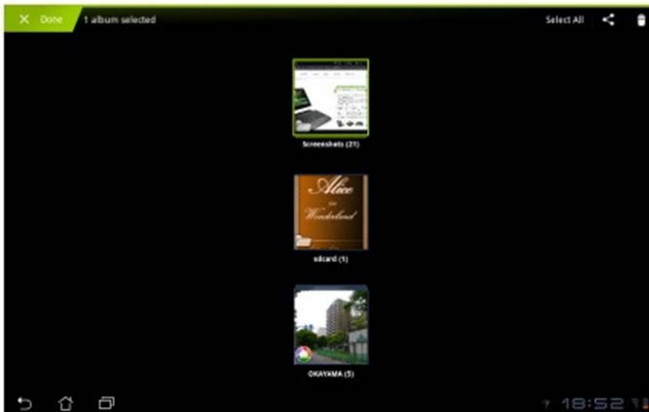 Done
1 album selected
Select All
Screenshots (21)
Alice
in
Wonderland
sdcard (1)
OKAYAMA (5)
18:52